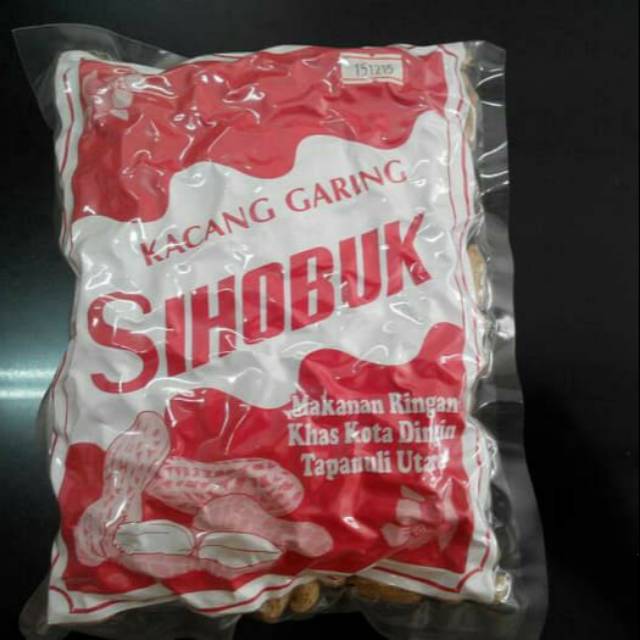 151215
KACANG GARING
SIHOBUK
Makanan Ringan
Khas Kota Dingin
Tapanuli Utara